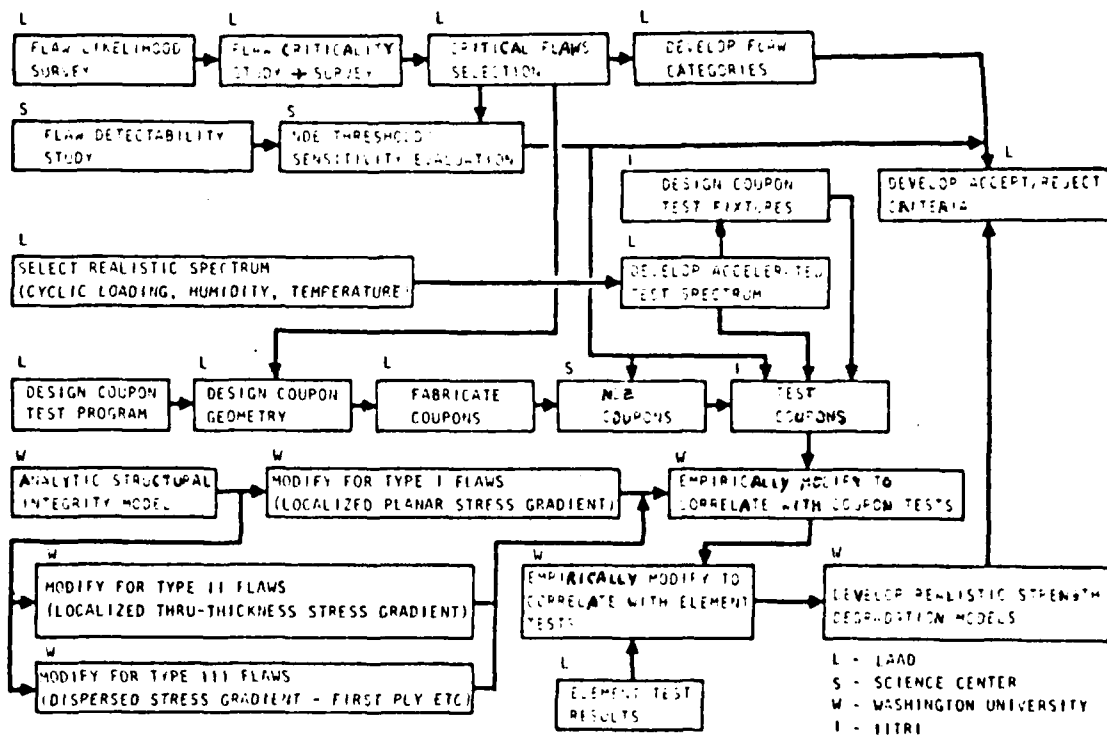 L
L
L
L
FLAW LIKELIHOOD
SURVEY
FLAW CRITICALITY
STUDY + SURVEY
CRITICAL FLAWS
SELECTION
DEVELOP FLAW
CATEGORIES
S
S
FLAW DETECTABILITY
STUDY
NDE THRESHOLD
SENSITIVITY EVALUATION
I
DESIGN COUPON
TEST FIXTURES
L
DEVELOP ACCEPT/REJECT
CRITERIA
L
SELECT REALISTIC SPECTRUM
(CYCLIC LOADING, HUMIDITY, TEMPERATURE)
L
DEVELOP ACCELERATED
TEST SPECTRUM
L
L
L
S
I
DESIGN COUPON
TEST PROGRAM
DESIGN COUPON
GEOMETRY
FABRICATE
COUPONS
COUPONS
TEST
COUPONS
W
W
W
ANALYTIC STRUCTURAL
INTEGRITY MODEL
MODIFY FOR TYPE I FLAWS
(LOCALIZED PLANAR STRESS GRADIENT)
EMPIRICALLY MODIFY TO
CORRELATE WITH COUPON TESTS
W
W
W
MODIFY FOR TYPE II FLAWS
(LOCALIZED THRU-THICKNESS STRESS GRADIENT)
EMPIRICALLY MODIFY TO
CORRELATE WITH ELEMENT
TESTS
DEVELOP REALISTIC STRENGTH
DEGRADATION MODELS
W
MODIFY FOR TYPE III FLAWS
(DISPERSED STRESS GRADIENT - FIRST PLY ETC)
L
ELEMENT TEST
RESULTS
L - LAAD
S - SCIENCE CENTER
W - WASHINGTON UNIVERSITY
I - IITRI